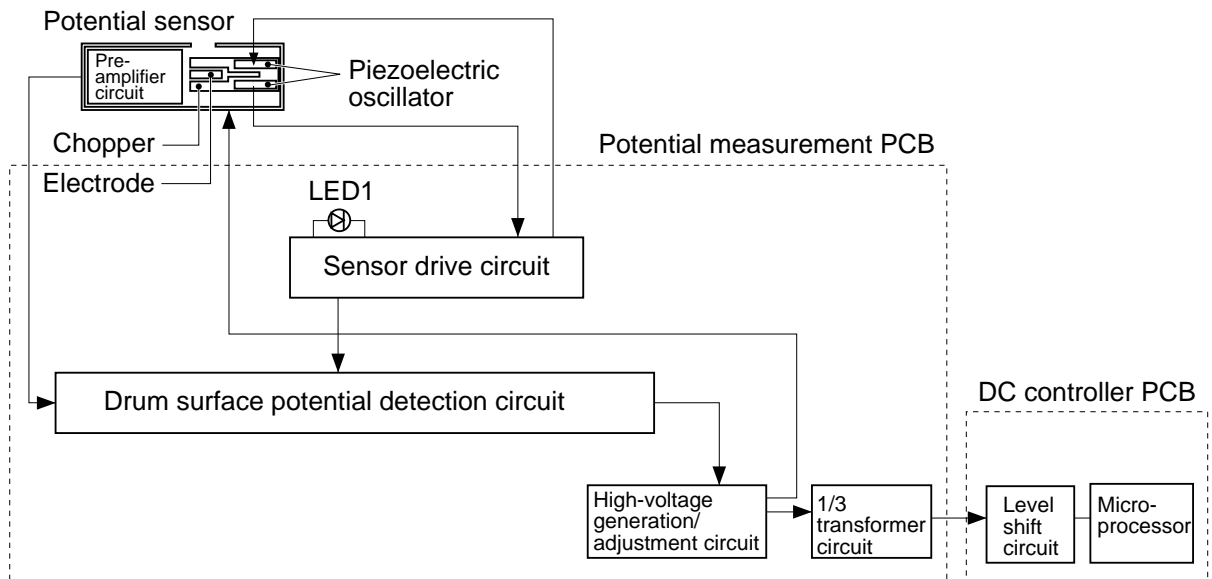 Potential sensor
Pre-
amplifier
circuit
Piezoelectric
oscillator
Chopper
Electrode
Potential measurement PCB
LED1
Sensor drive circuit
Drum surface potential detection circuit
DC controller PCB
High-voltage
generation/
adjustment circuit
1/3
transformer
circuit
Level
shift
circuit
Micro-
processor